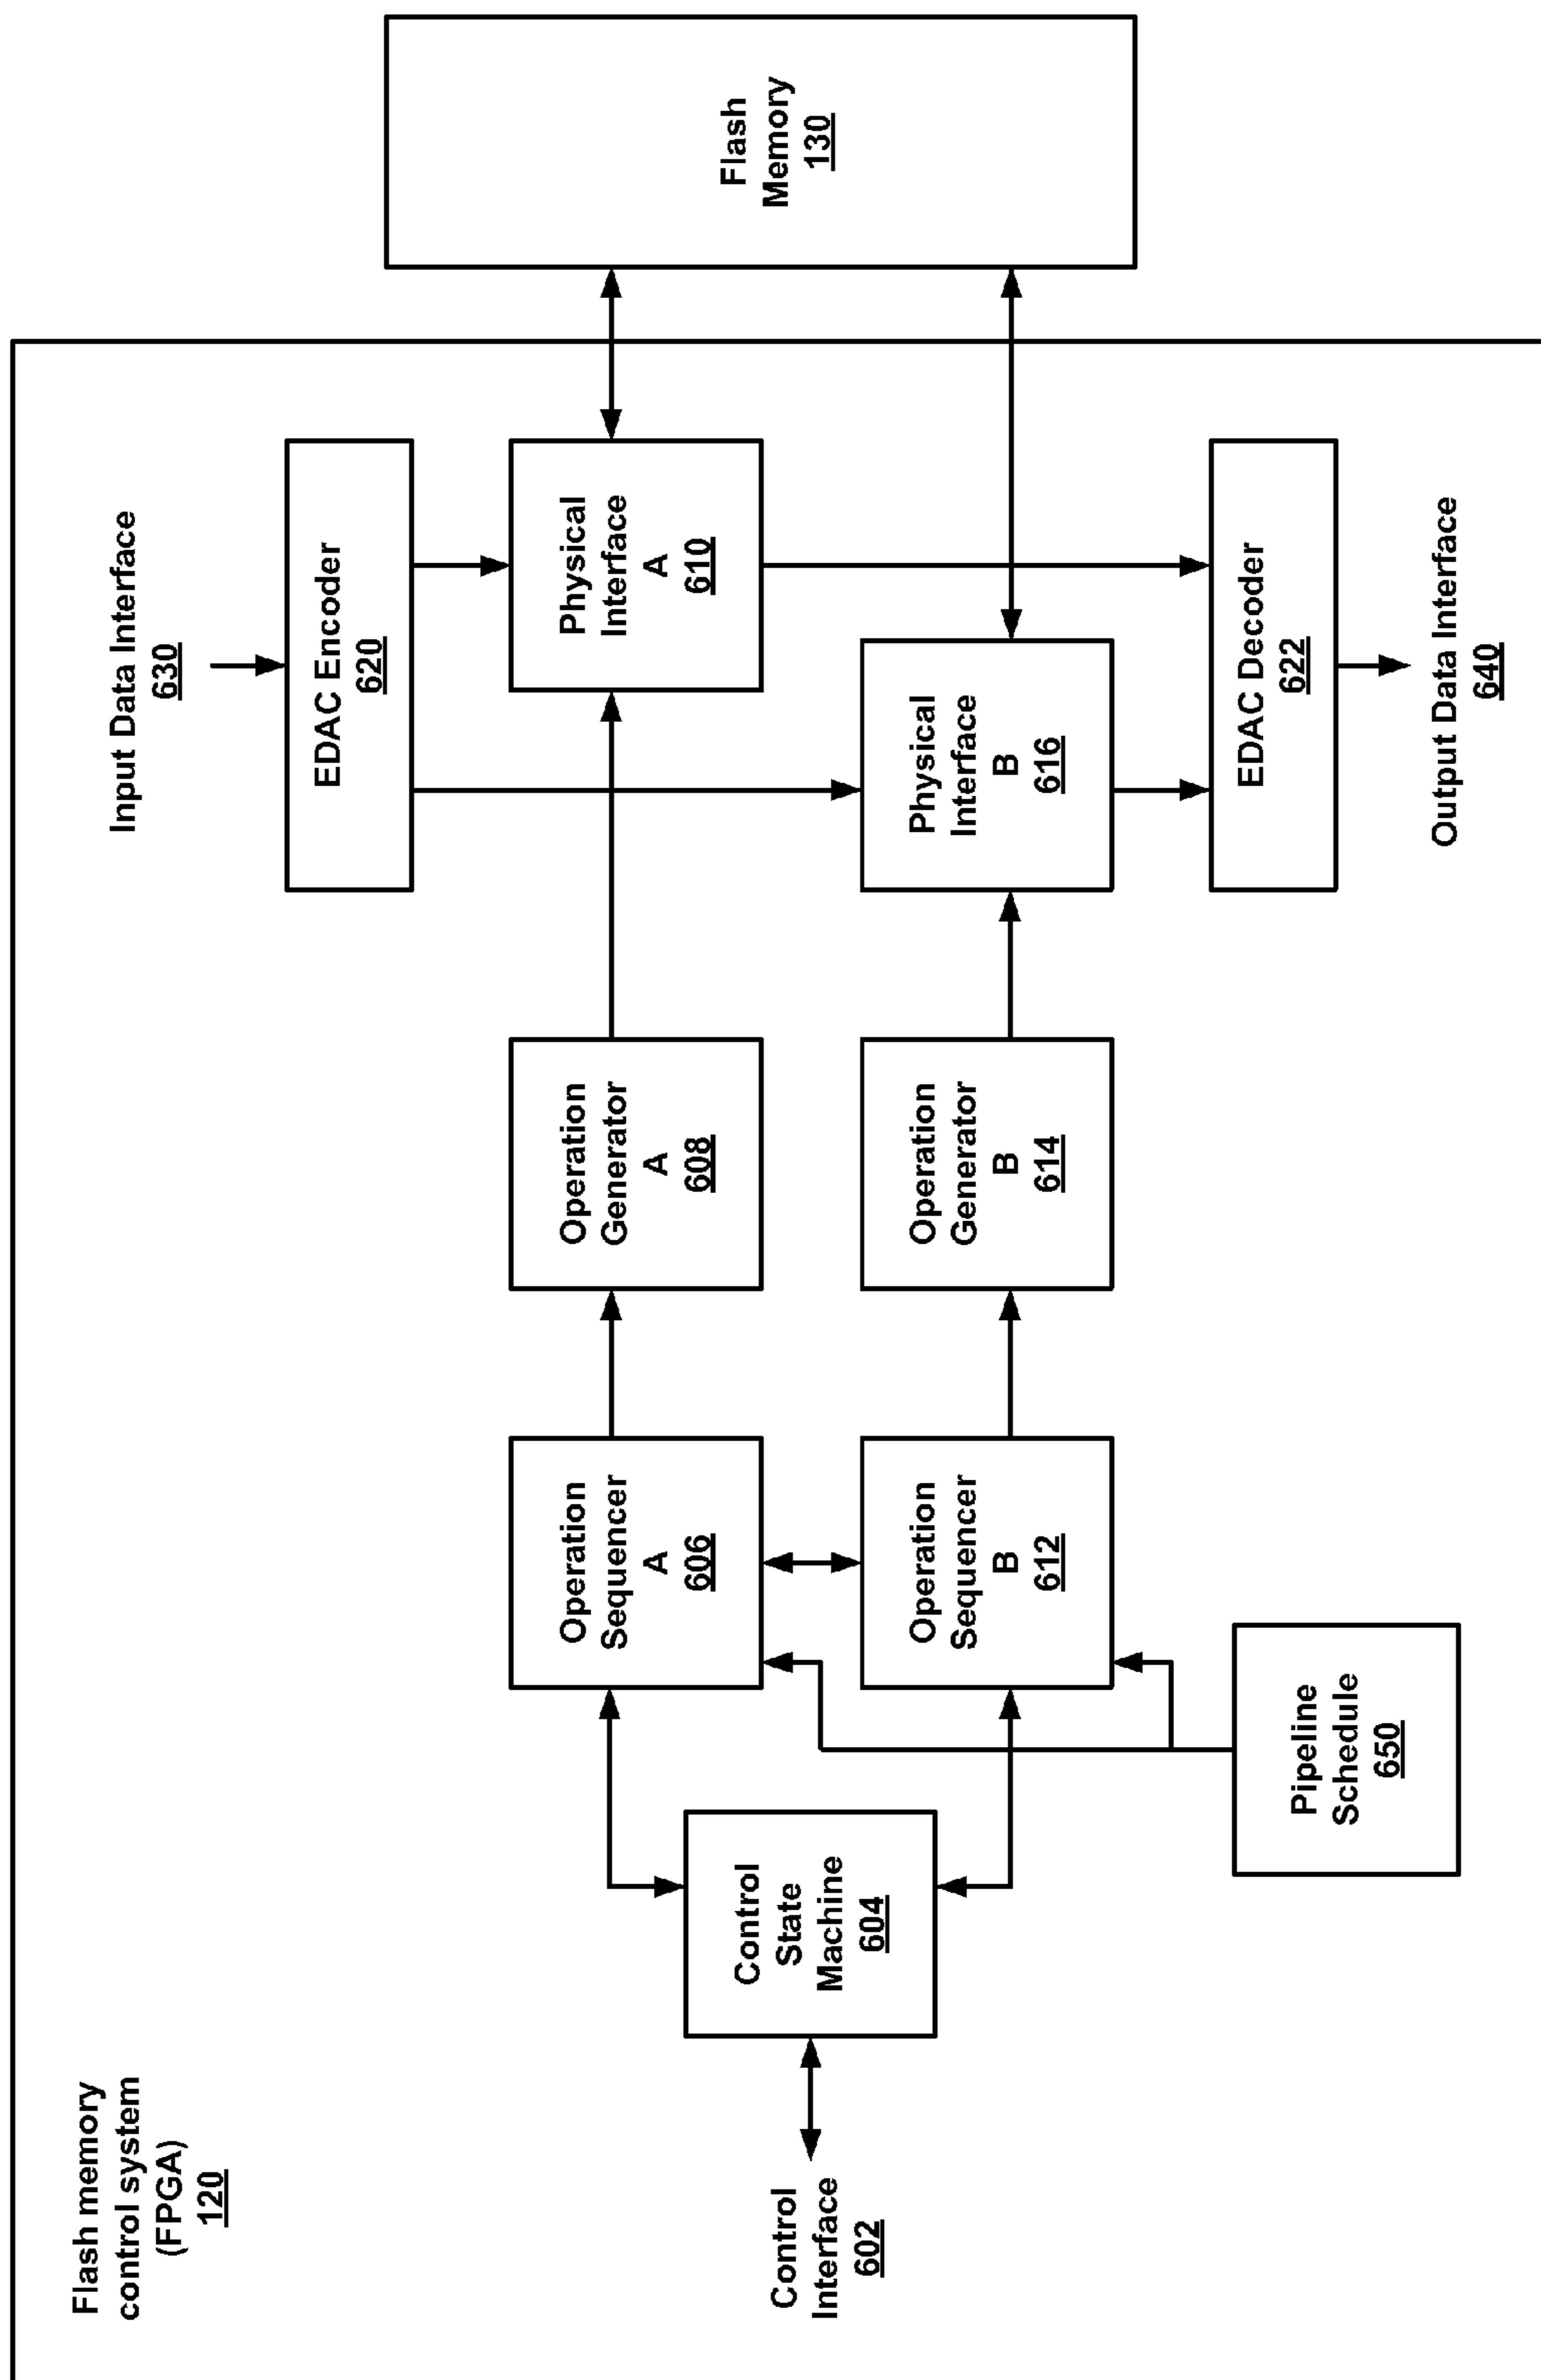 Flash memory
control system
(FPGA)
120
Input Data Interface
630
EDAC Encoder
620
Flash
Memory
130
Operation
Sequencer
A
606
Operation
Generator
A
608
Physical
Interface
A
610
Control
Interface
602
Control
State
Machine
604
Operation
Sequencer
B
612
Operation
Generator
B
614
Physical
Interface
B
616
Pipeline
Schedule
650
EDAC Decoder
622
Output Data Interface
640